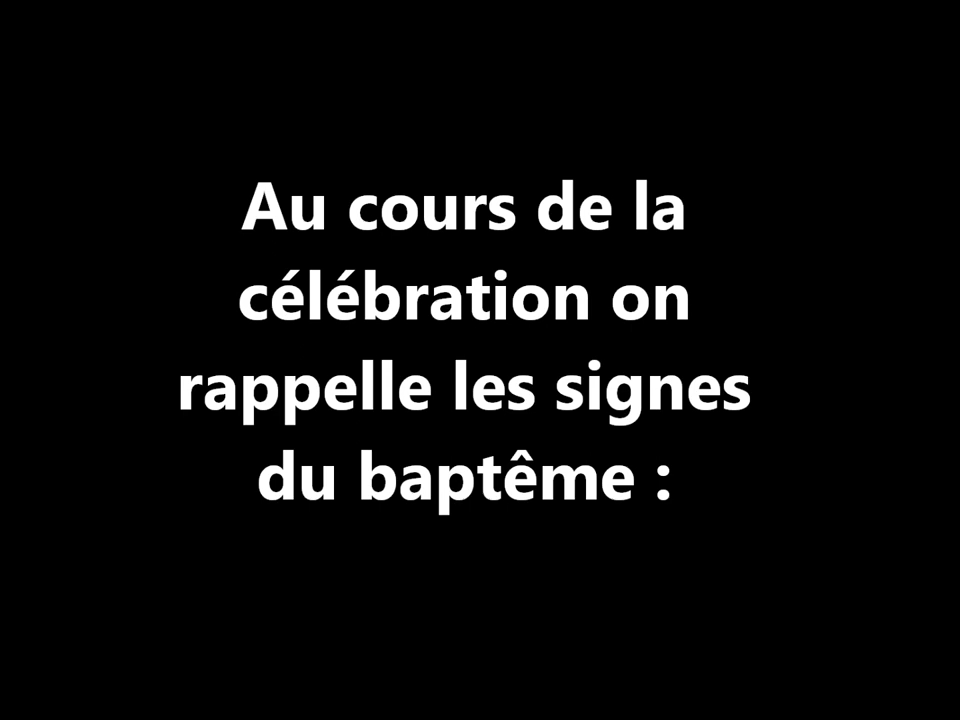 Au cours de la
célébration on
rappelle les signes
du baptême :